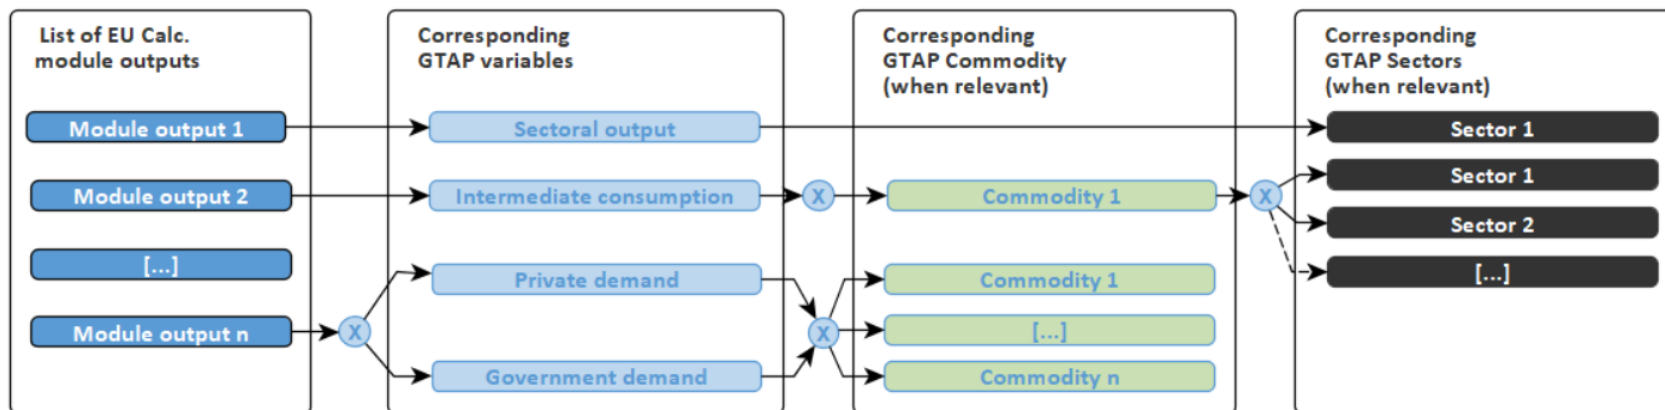 List of EU Calc.
module outputs
Module output 1
Module output 2
[...]
Module output n
X
Corresponding
GTAP variables
Sectoral output
Intermediate consumption
Private demand
Government demand
X
X
Corresponding
GTAP Commodity
(when relevant)
Commodity 1
Commodity 1
[...]
Commodity n
X
Corresponding
GTAP Sectors
(when relevant)
Sector 1
Sector 1
Sector 2
[...]